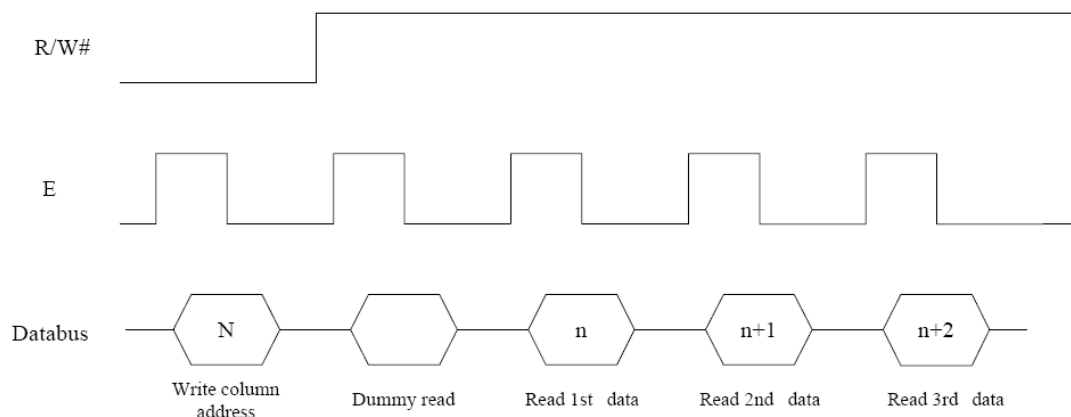 R/W#
E
Databus
N
n
n+1
n+2
Write column
address
Dummy read
Read 1st data
Read 2nd data
Read 3rd data